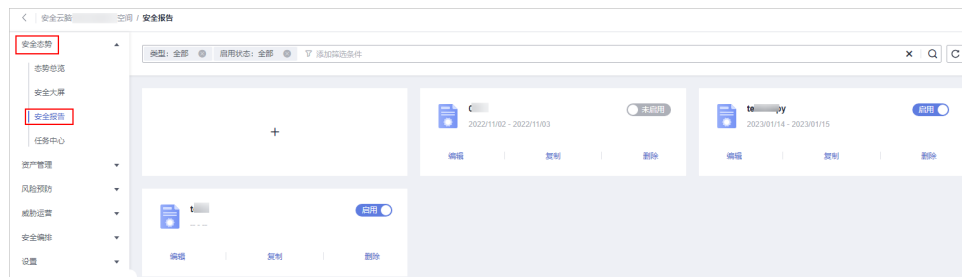 安全云脑 空间 / 安全报告
安全态势
态势总览
安全大屏
安全报告
任务中心
资产管理
风险预防
威胁运营
安全编排
设置
类型：全部 启用状态：全部 添加筛选条件
+
未启用
2022/11/02 - 2022/11/03
编辑 复制 删除
te py 启用
2023/01/14 - 2023/01/15
编辑 复制 删除
t 启用
-- - --
编辑 复制 删除